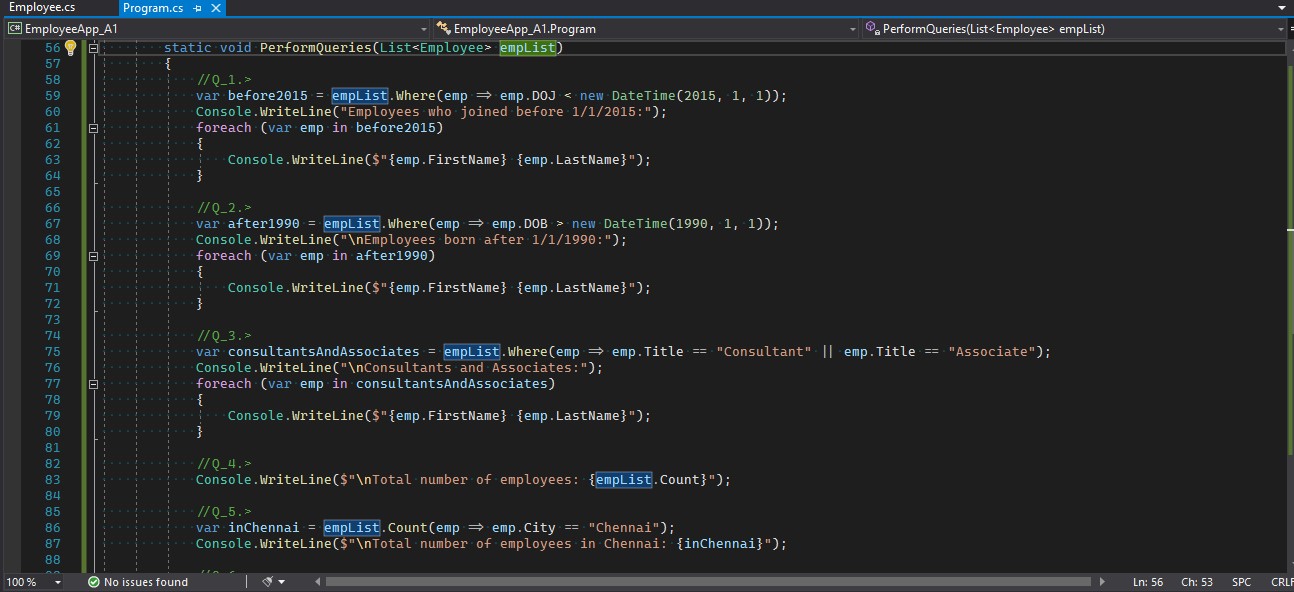 Employee.cs
Program.cs
C# EmployeeApp_A1
EmployeeApp_A1.Program
PerformQueries(List<Employee> empList)
56 static void PerformQueries(List<Employee> empList)
57 {
58 //Q_1.>
59 var before2015 = empList.Where(emp => emp.DOJ < new DateTime(2015, 1, 1));
60 Console.WriteLine("Employees who joined before 1/1/2015:");
61 foreach (var emp in before2015)
62 {
63 Console.WriteLine($"{emp.FirstName} {emp.LastName}");
64 }
65
66 //Q_2.>
67 var after1990 = empList.Where(emp => emp.DOB > new DateTime(1990, 1, 1));
68 Console.WriteLine("\nEmployees born after 1/1/1990:");
69 foreach (var emp in after1990)
70 {
71 Console.WriteLine($"{emp.FirstName} {emp.LastName}");
72 }
73
74 //Q_3.>
75 var consultantsAndAssociates = empList.Where(emp => emp.Title == "Consultant" || emp.Title == "Associate");
76 Console.WriteLine("\nConsultants and Associates:");
77 foreach (var emp in consultantsAndAssociates)
78 {
79 Console.WriteLine($"{emp.FirstName} {emp.LastName}");
80 }
81
82 //Q_4.>
83 Console.WriteLine($"\nTotal number of employees: {empList.Count}");
84
85 //Q_5.>
86 var inChennai = empList.Count(emp => emp.City == "Chennai");
87 Console.WriteLine($"\nTotal number of employees in Chennai: {inChennai}");
88
100 %
No issues found
Ln: 56
Ch: 53
SPC
CRLF